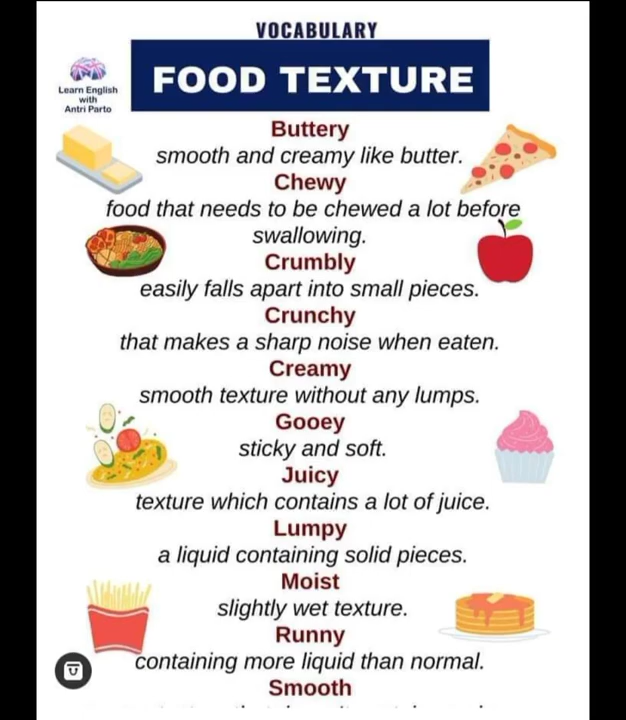 VOCABULARY
FOOD TEXTURE
Learn English
with
Antri Parto
Buttery
smooth and creamy like butter.
Chewy
food that needs to be chewed a lot before
swallowing.
Crumbly
easily falls apart into small pieces.
Crunchy
that makes a sharp noise when eaten.
Creamy
smooth texture without any lumps.
Gooey
sticky and soft.
Juicy
texture which contains a lot of juice.
Lumpy
a liquid containing solid pieces.
Moist
slightly wet texture.
Runny
containing more liquid than normal.
Smooth